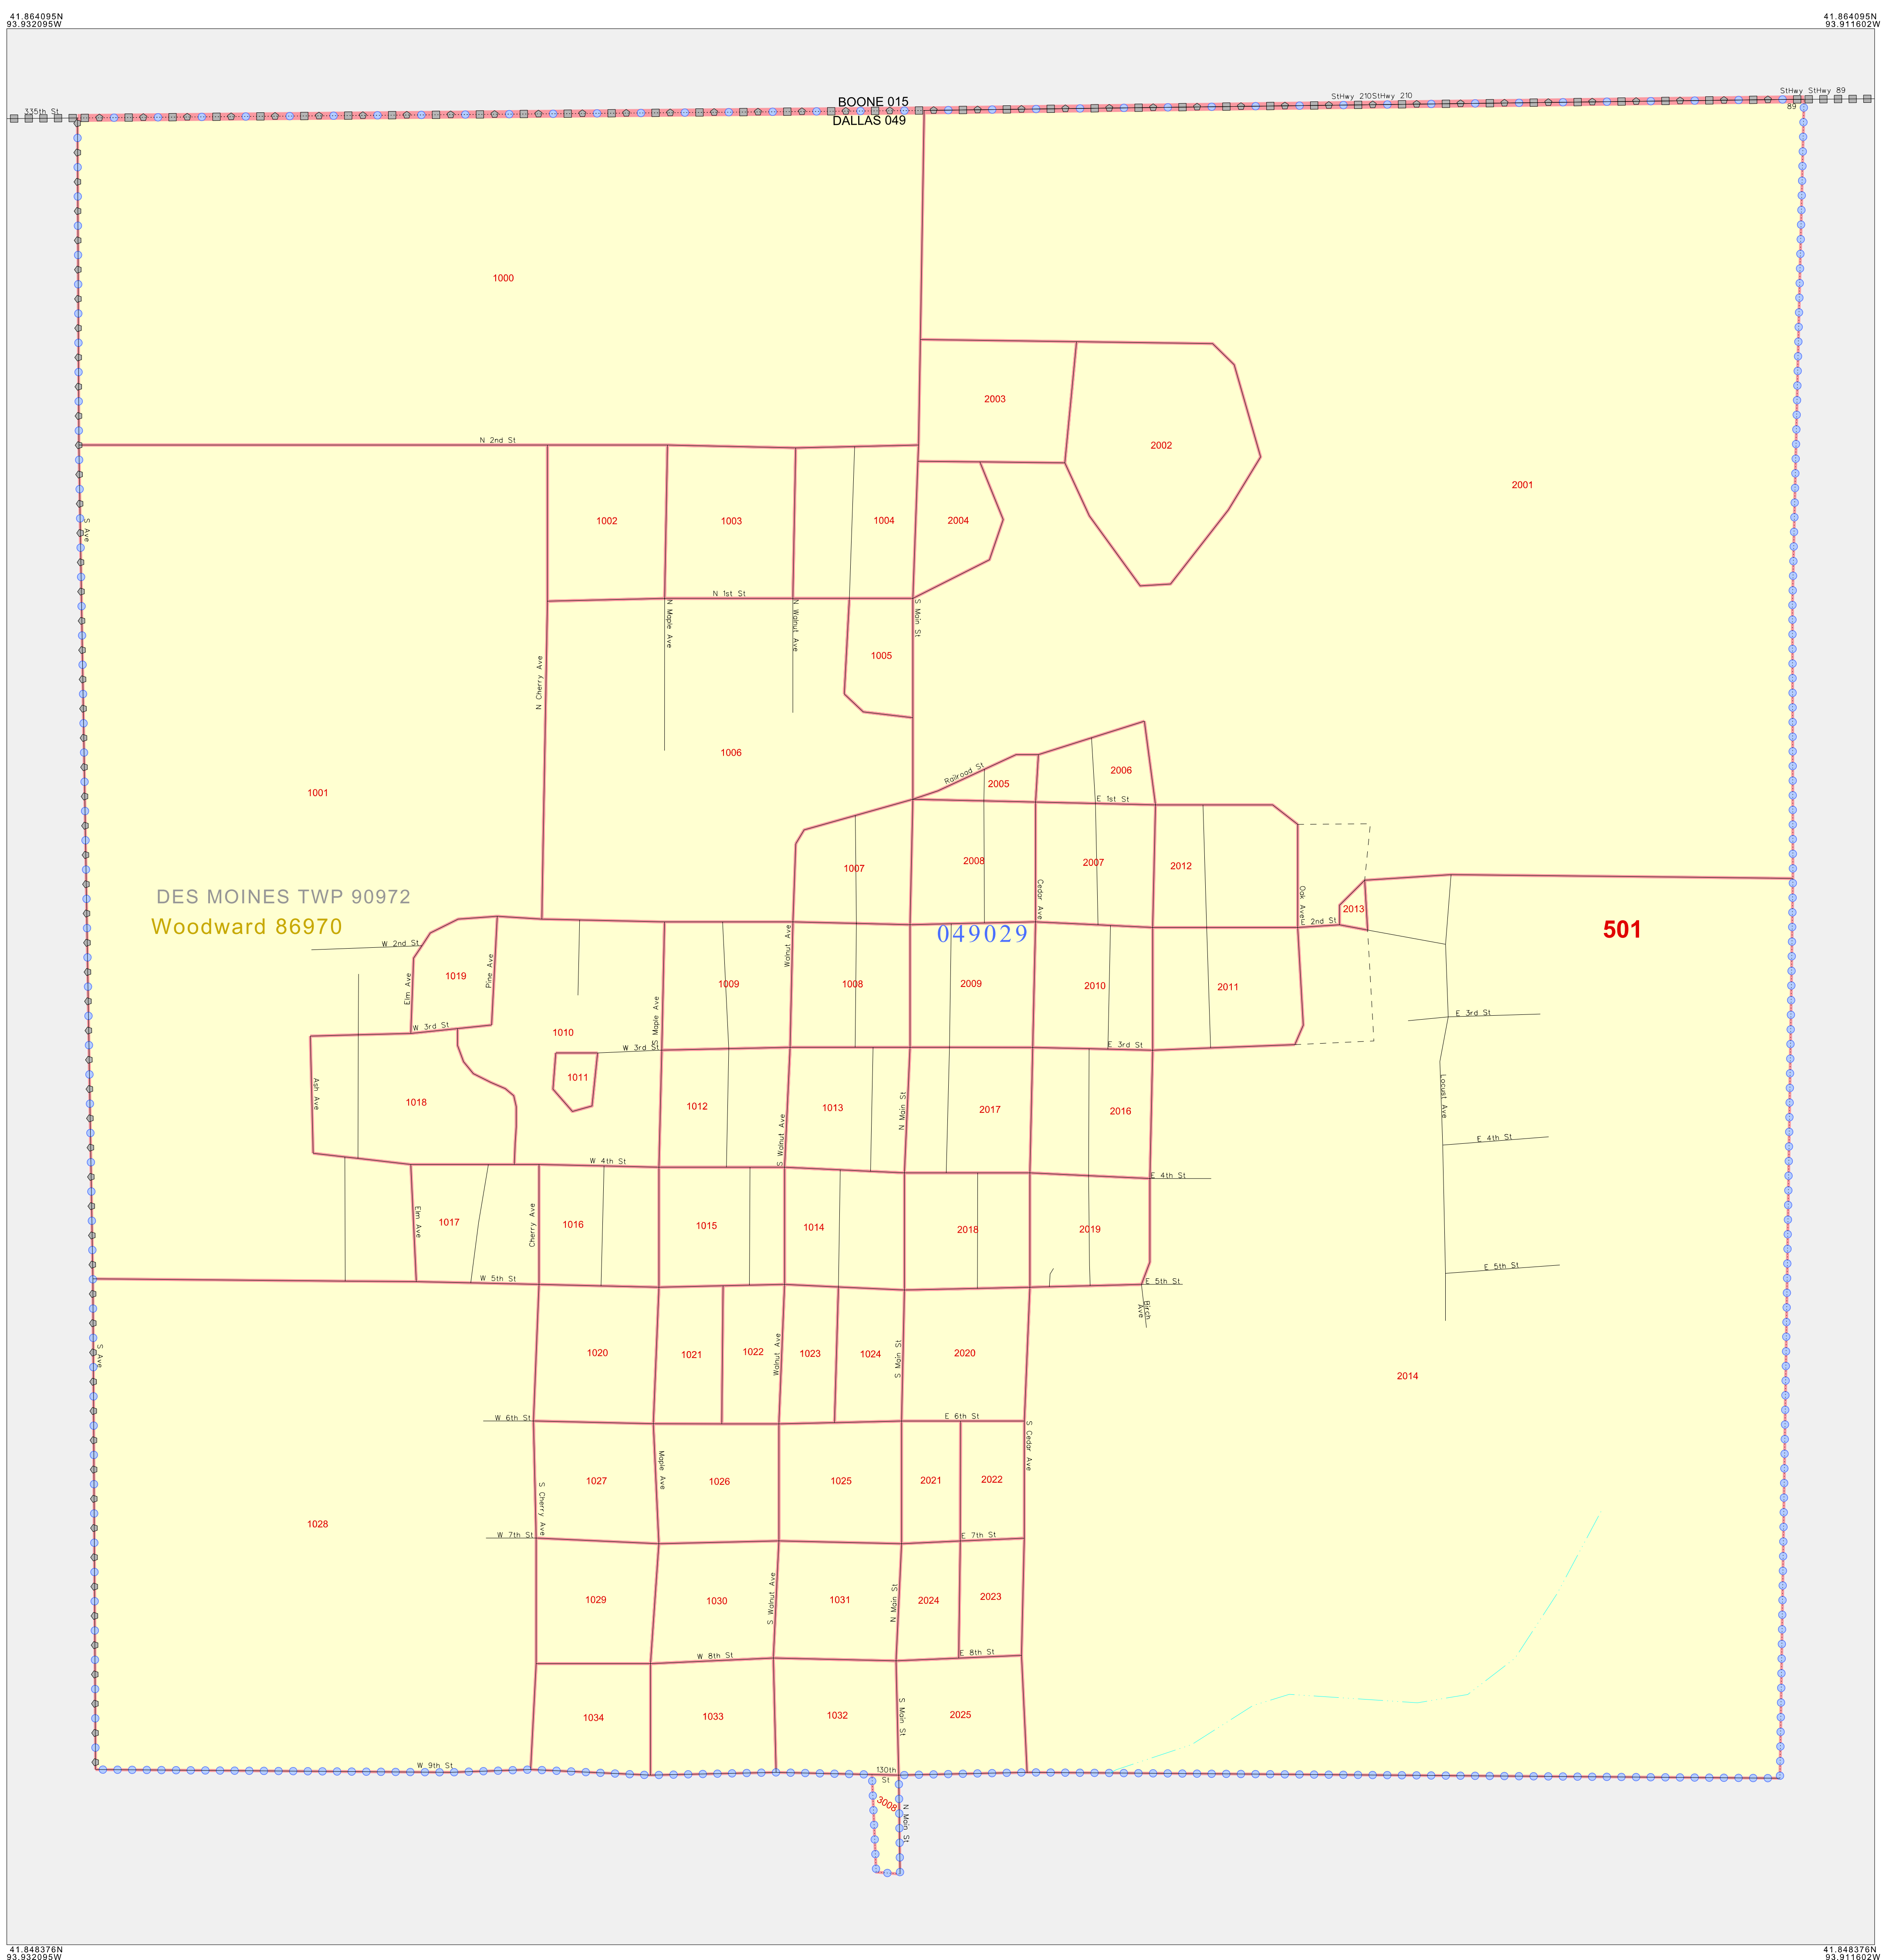 41.864095N
93.932095W
41.864095N
93.911602W
335th St
BOONE 015
DALLAS 049
StHwy 210
StHwy 210
StHwy
StHwy 89
89
1000
2003
2002
2001
N 2nd St
S Ave
1002
1003
1004
2004
N 1st St
N Maple Ave
N Walnut Ave
S Main St
N Cherry Ave
1005
1006
1001
Railroad St
2005
2006
E 1st St
1007
2008
2007
2012
Cedar Ave
Oak Ave
E 2nd St
2013
DES MOINES TWP 90972
Woodward 86970
049029
501
W 2nd St
Elm Ave
1019
Pine Ave
Walnut Ave
1009
1008
2009
2010
2011
W 3rd St
1010
S Maple Ave
W 3rd St
E 3rd St
E 3rd St
1011
Ash Ave
1018
1012
1013
N Main St
2017
2016
Locust Ave
S Walnut Ave
W 4th St
E 4th St
E 4th St
Elm Ave
1017
Cherry Ave
1016
1015
1014
2018
2019
W 5th St
E 5th St
E 5th St
Birch
Ave
S Ave
1020
1021
1022
Walnut Ave
1023
1024
S Main St
2020
2014
W 6th St
E 6th St
S Cedar Ave
Maple Ave
1027
1026
1025
2021
2022
S Cherry Ave
1028
W 7th St
E 7th St
1029
1030
S Walnut Ave
1031
N Main St
2024
2023
W 8th St
E 8th St
1034
1033
1032
S Main St
2025
W 9th St
130th
St
3008
N Main St
41.848376N
93.932095W
41.848376N
93.911602W